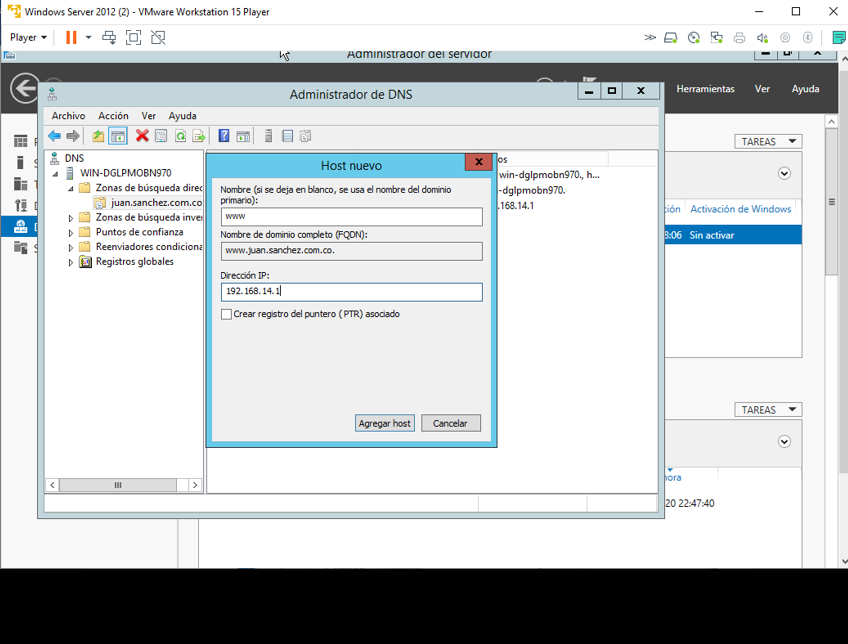 Windows Server 2012 (2) - VMware Workstation 15 Player
Player
Administrador del servidor
Herramientas Ver Ayuda
Administrador de DNS
Archivo Acción Ver Ayuda
DNS
WIN-DGLPMOBN970
Zonas de búsqueda direc
juan.sanchez.com.co
Zonas de búsqueda inver
Puntos de confianza
Reenviadores condiciona
Registros globales
os
win-dglpmobn970., h...
-dglpmobn970.
.168.14.1
Host nuevo
Nombre (si se deja en blanco, se usa el nombre del dominio
primario):
www
Nombre de dominio completo (FQDN):
www.juan.sanchez.com.co.
Dirección IP:
192.168.14.1
Crear registro del puntero (PTR) asociado
Agregar host Cancelar
TAREAS
ción Activación de Windows
8:06 Sin activar
TAREAS
hora
20 22:47:40